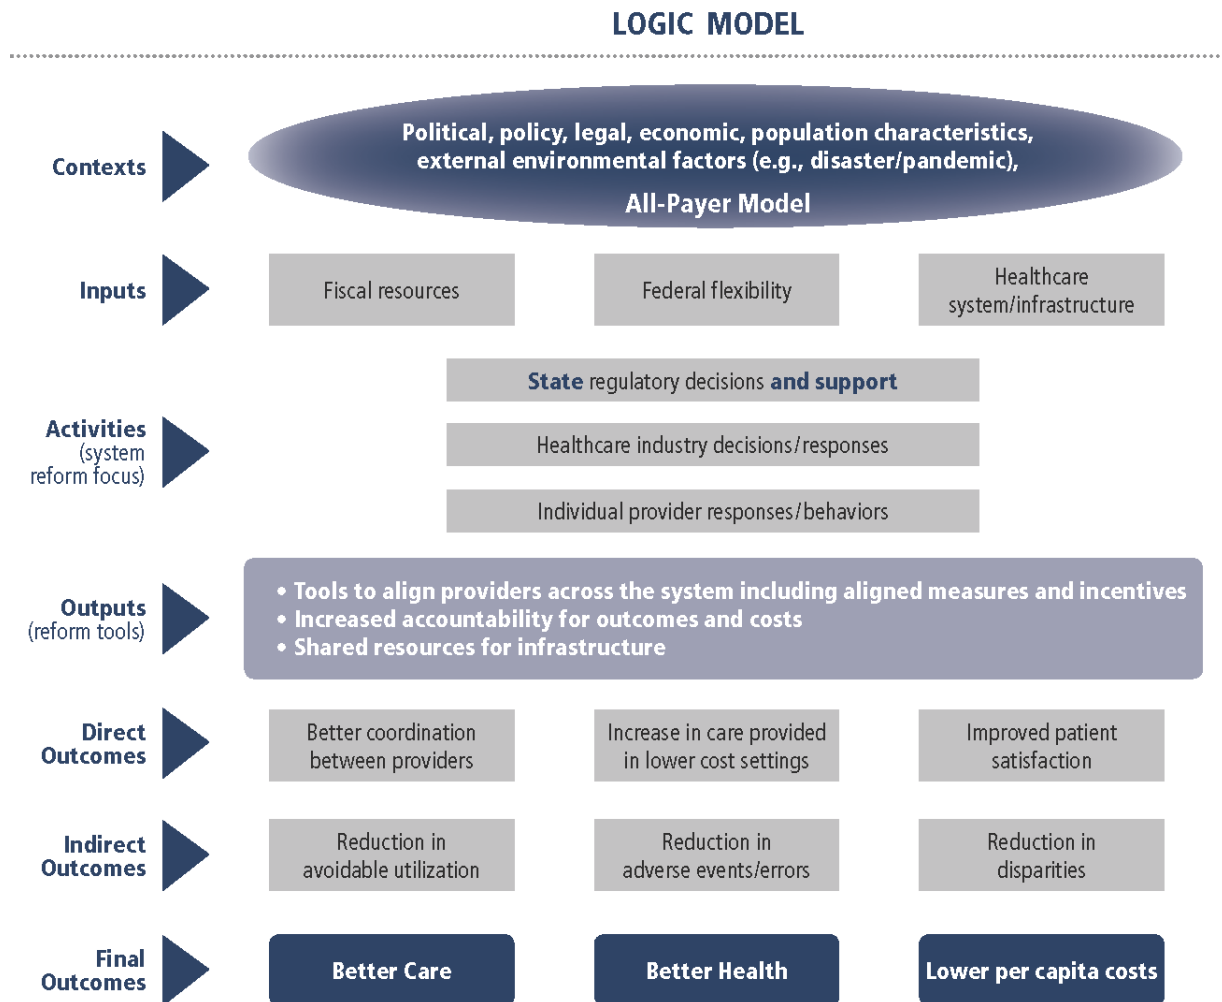 LOGIC MODEL
Contexts
Political, policy, legal, economic, population characteristics,
external environmental factors (e.g., disaster/pandemic),
All-Payer Model
Inputs
Fiscal resources
Federal flexibility
Healthcare
system/infrastructure
Activities
(system
reform focus)
State regulatory decisions and support
Healthcare industry decisions/responses
Individual provider responses/behaviors
Outputs
(reform tools)
• Tools to align providers across the system including aligned measures and incentives
• Increased accountability for outcomes and costs
• Shared resources for infrastructure
Direct
Outcomes
Better coordination
between providers
Increase in care provided
in lower cost settings
Improved patient
satisfaction
Indirect
Outcomes
Reduction in
avoidable utilization
Reduction in
adverse events/errors
Reduction in
disparities
Final
Outcomes
Better Care
Better Health
Lower per capita costs